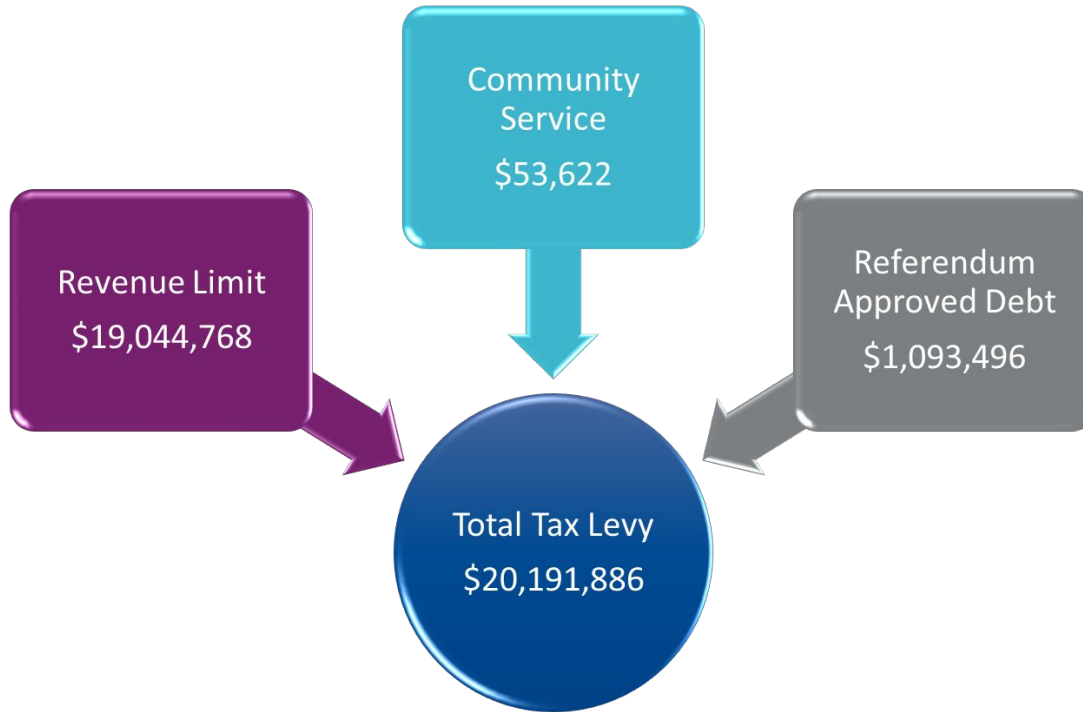 Community
Service
$53,622
Revenue Limit
$19,044,768
Referendum
Approved Debt
$1,093,496
Total Tax Levy
$20,191,886